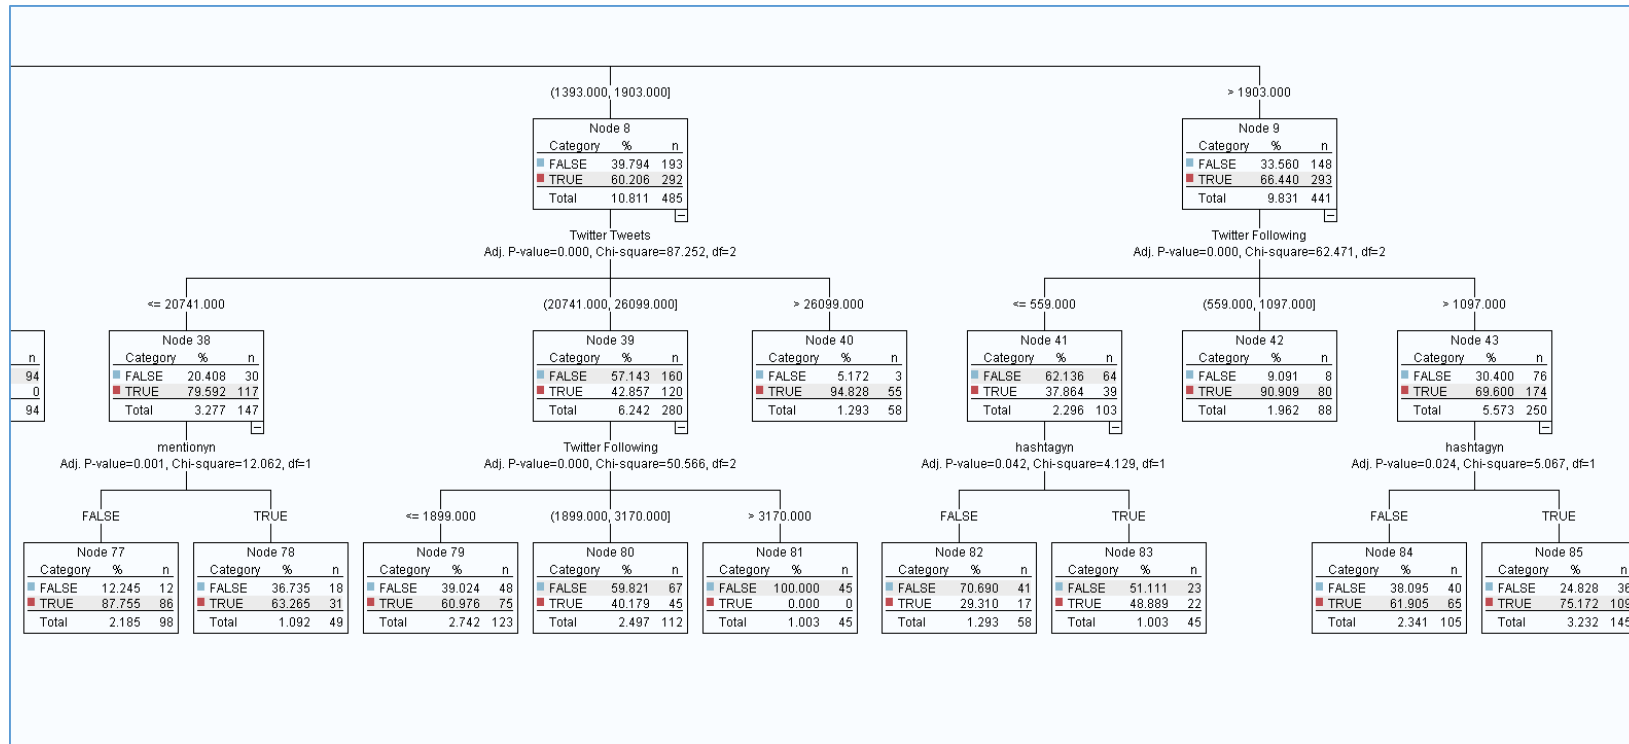 (1393.000, 1903.000]
> 1903.000
Node 8
Category % n
FALSE 39.794 193
TRUE 60.206 292
Total 10.811 485
Node 9
Category % n
FALSE 33.560 148
TRUE 66.440 293
Total 9.831 441
Twitter Tweets
Adj. P-value=0.000, Chi-square=87.252, df=2
Twitter Following
Adj. P-value=0.000, Chi-square=62.471, df=2
<= 20741.000
(20741.000, 26099.000]
> 26099.000
<= 559.000
(559.000, 1097.000]
> 1097.000
n
94
0
94
Node 38
Category % n
FALSE 20.408 30
TRUE 79.592 117
Total 3.277 147
Node 39
Category % n
FALSE 57.143 160
TRUE 42.857 120
Total 6.242 280
Node 40
Category % n
FALSE 5.172 3
TRUE 94.828 55
Total 1.293 58
Node 41
Category % n
FALSE 62.136 64
TRUE 37.864 39
Total 2.296 103
Node 42
Category % n
FALSE 9.091 8
TRUE 90.909 80
Total 1.962 88
Node 43
Category % n
FALSE 30.400 76
TRUE 69.600 174
Total 5.573 250
mentionyn
Adj. P-value=0.001, Chi-square=12.062, df=1
Twitter Following
Adj. P-value=0.000, Chi-square=50.566, df=2
hashtagyn
Adj. P-value=0.042, Chi-square=4.129, df=1
hashtagyn
Adj. P-value=0.024, Chi-square=5.067, df=1
FALSE
TRUE
<= 1899.000
(1899.000, 3170.000]
> 3170.000
FALSE
TRUE
FALSE
TRUE
Node 77
Category % n
FALSE 12.245 12
TRUE 87.755 86
Total 2.185 98
Node 78
Category % n
FALSE 36.735 18
TRUE 63.265 31
Total 1.092 49
Node 79
Category % n
FALSE 39.024 48
TRUE 60.976 75
Total 2.742 123
Node 80
Category % n
FALSE 59.821 67
TRUE 40.179 45
Total 2.497 112
Node 81
Category % n
FALSE 100.000 45
TRUE 0.000 0
Total 1.003 45
Node 82
Category % n
FALSE 70.690 41
TRUE 29.310 17
Total 1.293 58
Node 83
Category % n
FALSE 51.111 23
TRUE 48.889 22
Total 1.003 45
Node 84
Category % n
FALSE 38.095 40
TRUE 61.905 65
Total 2.341 105
Node 85
Category % n
FALSE 24.828 36
TRUE 75.172 109
Total 3.232 145